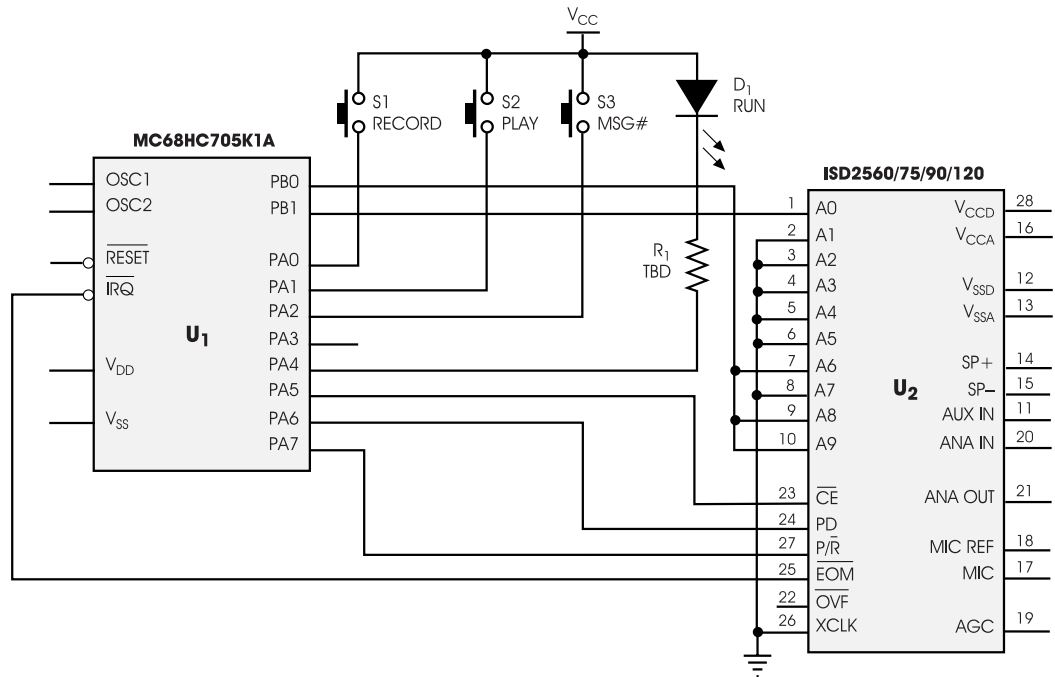 VCC
S1
RECORD
S2
PLAY
S3
MSG#
D1
RUN
R1
TBD
MC68HC705K1A
OSC1
OSC2
RESET
IRQ
U1
VDD
VSS
PB0
PB1
PA0
PA1
PA2
PA3
PA4
PA5
PA6
PA7
ISD2560/75/90/120
1 A0
2 A1
3 A2
4 A3
5 A4
6 A5
7 A6
8 A7
9 A8
10 A9
23 CE
24 PD
27 P/R
25 EOM
22 OVF
26 XCLK
U2
VCCD 28
VCCA 16
VSSD 12
VSSA 13
SP+ 14
SP– 15
AUX IN 11
ANA IN 20
ANA OUT 21
MIC REF 18
MIC 17
AGC 19